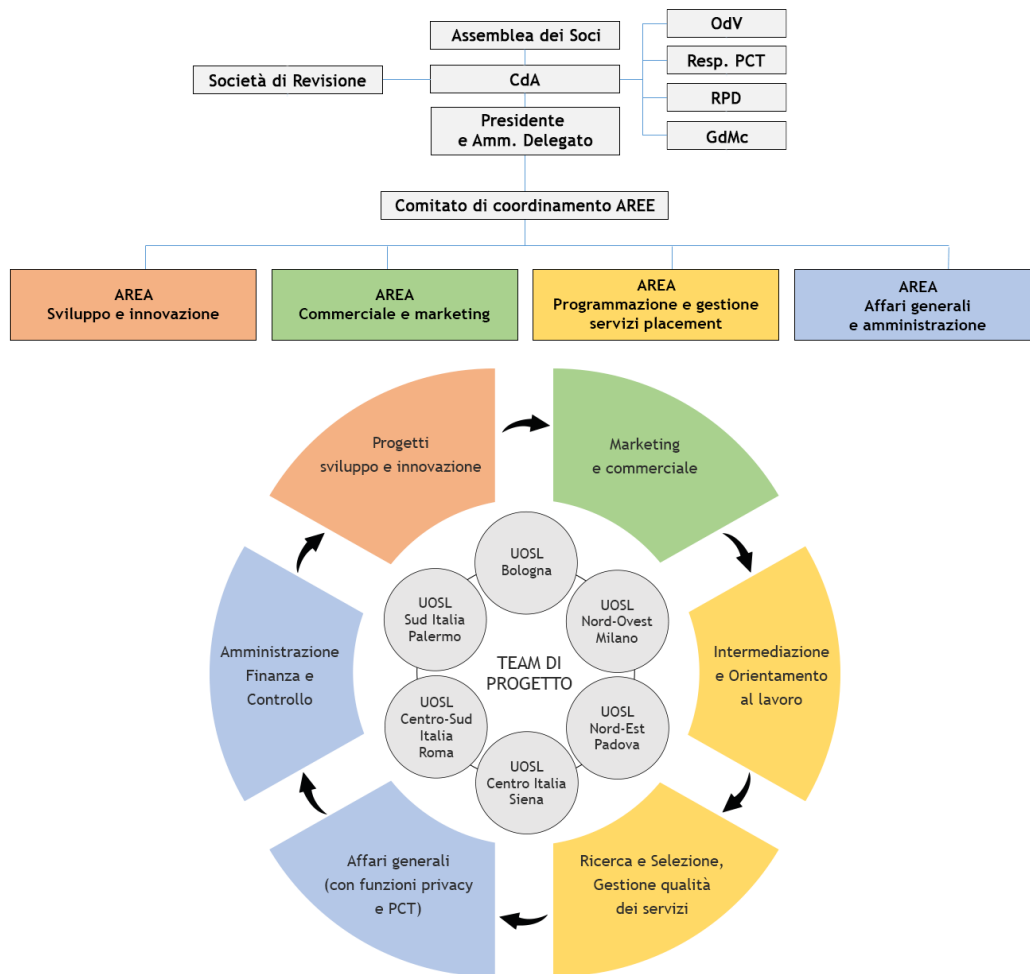 Assemblea dei Soci
OdV
Resp. PCT
Società di Revisione
CdA
RPD
Presidente
e Amm. Delegato
GdMc
Comitato di coordinamento AREE
AREA
Sviluppo e innovazione
AREA
Commerciale e marketing
AREA
Programmazione e gestione
servizi placement
AREA
Affari generali
e amministrazione
Progetti
sviluppo e innovazione
Marketing
e commerciale
Intermediazione
e Orientamento
al lavoro
Ricerca e Selezione,
Gestione qualità
dei servizi
Affari generali
(con funzioni privacy
e PCT)
Amministrazione
Finanza e
Controllo
UOSL
Bologna
UOSL
Nord-Ovest
Milano
UOSL
Nord-Est
Padova
UOSL
Centro Italia
Siena
UOSL
Centro-Sud
Italia
Roma
UOSL
Sud Italia
Palermo
TEAM DI
PROGETTO